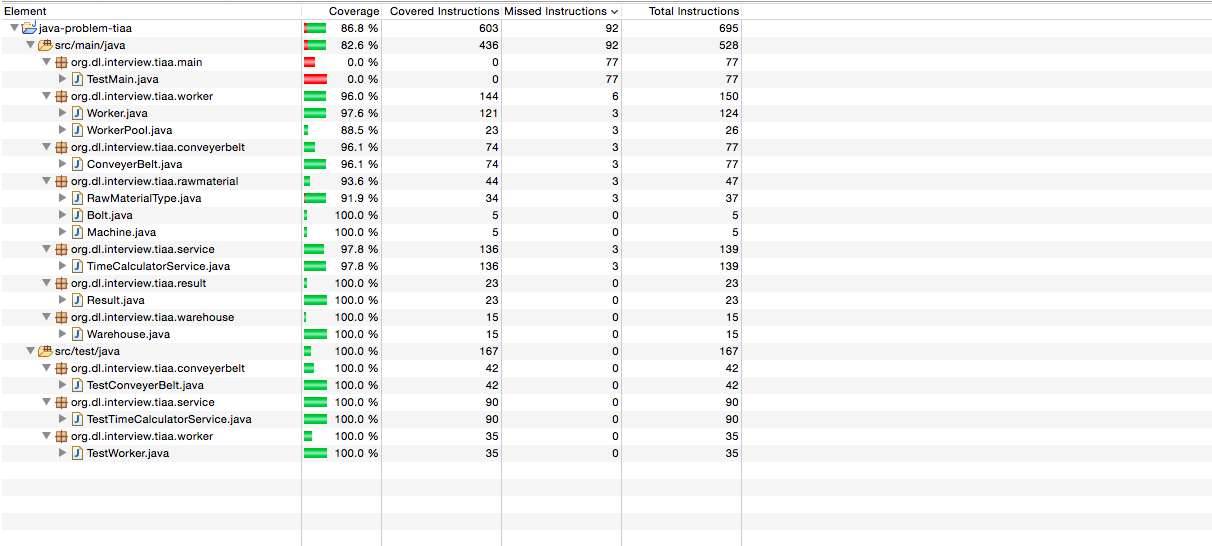 Element Coverage Covered Instructions Missed Instructions Total Instructions
java-problem-tiaa 86.8 % 603 92 695
src/main/java 82.6 % 436 92 528
org.dl.interview.tiaa.main 0.0 % 0 77 77
TestMain.java 0.0 % 0 77 77
org.dl.interview.tiaa.worker 96.0 % 144 6 150
Worker.java 97.6 % 121 3 124
WorkerPool.java 88.5 % 23 3 26
org.dl.interview.tiaa.conveyerbelt 96.1 % 74 3 77
ConveyerBelt.java 96.1 % 74 3 77
org.dl.interview.tiaa.rawmaterial 93.6 % 44 3 47
RawMaterialType.java 91.9 % 34 3 37
Bolt.java 100.0 % 5 0 5
Machine.java 100.0 % 5 0 5
org.dl.interview.tiaa.service 97.8 % 136 3 139
TimeCalculatorService.java 97.8 % 136 3 139
org.dl.interview.tiaa.result 100.0 % 23 0 23
Result.java 100.0 % 23 0 23
org.dl.interview.tiaa.warehouse 100.0 % 15 0 15
Warehouse.java 100.0 % 15 0 15
src/test/java 100.0 % 167 0 167
org.dl.interview.tiaa.conveyerbelt 100.0 % 42 0 42
TestConveyerBelt.java 100.0 % 42 0 42
org.dl.interview.tiaa.service 100.0 % 90 0 90
TestTimeCalculatorService.java 100.0 % 90 0 90
org.dl.interview.tiaa.worker 100.0 % 35 0 35
TestWorker.java 100.0 % 35 0 35